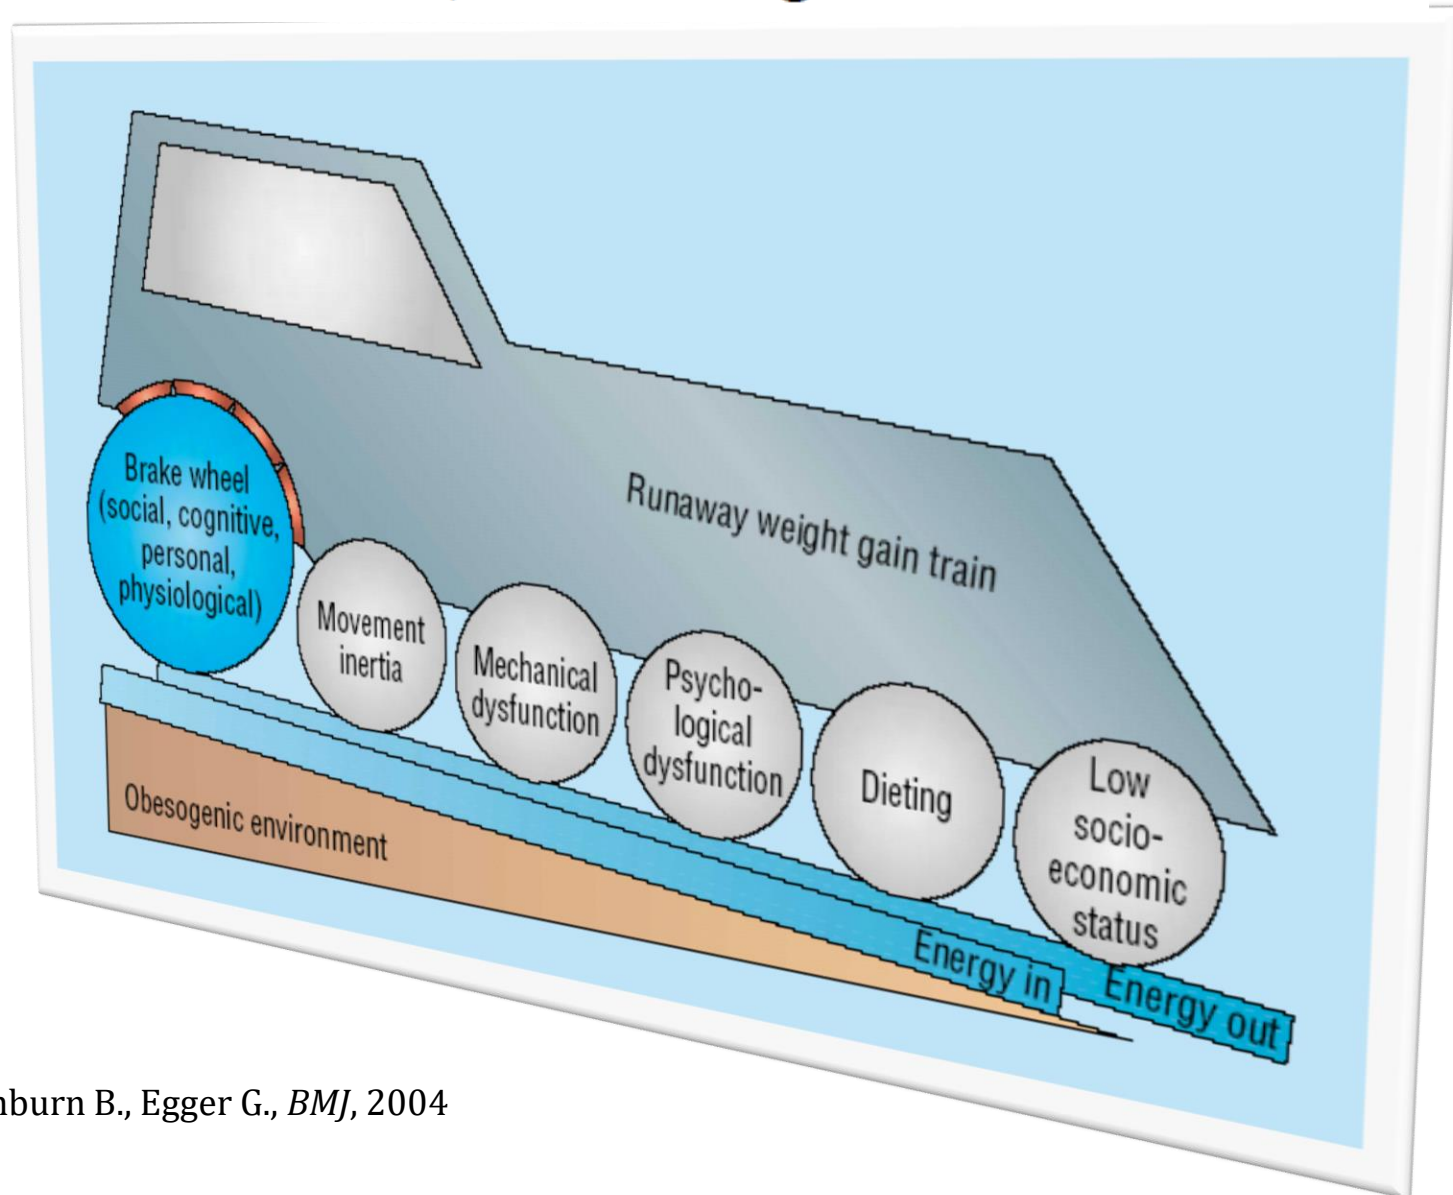 Runaway weight gain train
Brake wheel
(social, cognitive,
personal,
physiological)
Movement
inertia
Mechanical
dysfunction
Psycho-
logical
dysfunction
Dieting
Low
socio-
economic
status
Obesogenic environment
Energy in
Energy out
B., Egger G., BMJ, 2004